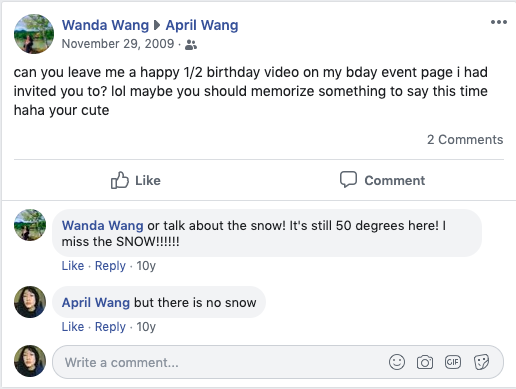 Wanda Wang ▸ April Wang
November 29, 2009 ·
can you leave me a happy 1/2 birthday video on my bday event page i had
invited you to? lol maybe you should memorize something to say this time
haha your cute
2 Comments
Like Comment
Wanda Wang or talk about the snow! It's still 50 degrees here! I
miss the SNOW!!!!!!
Like · Reply · 10y
April Wang but there is no snow
Like · Reply · 10y
Write a comment...
GIF